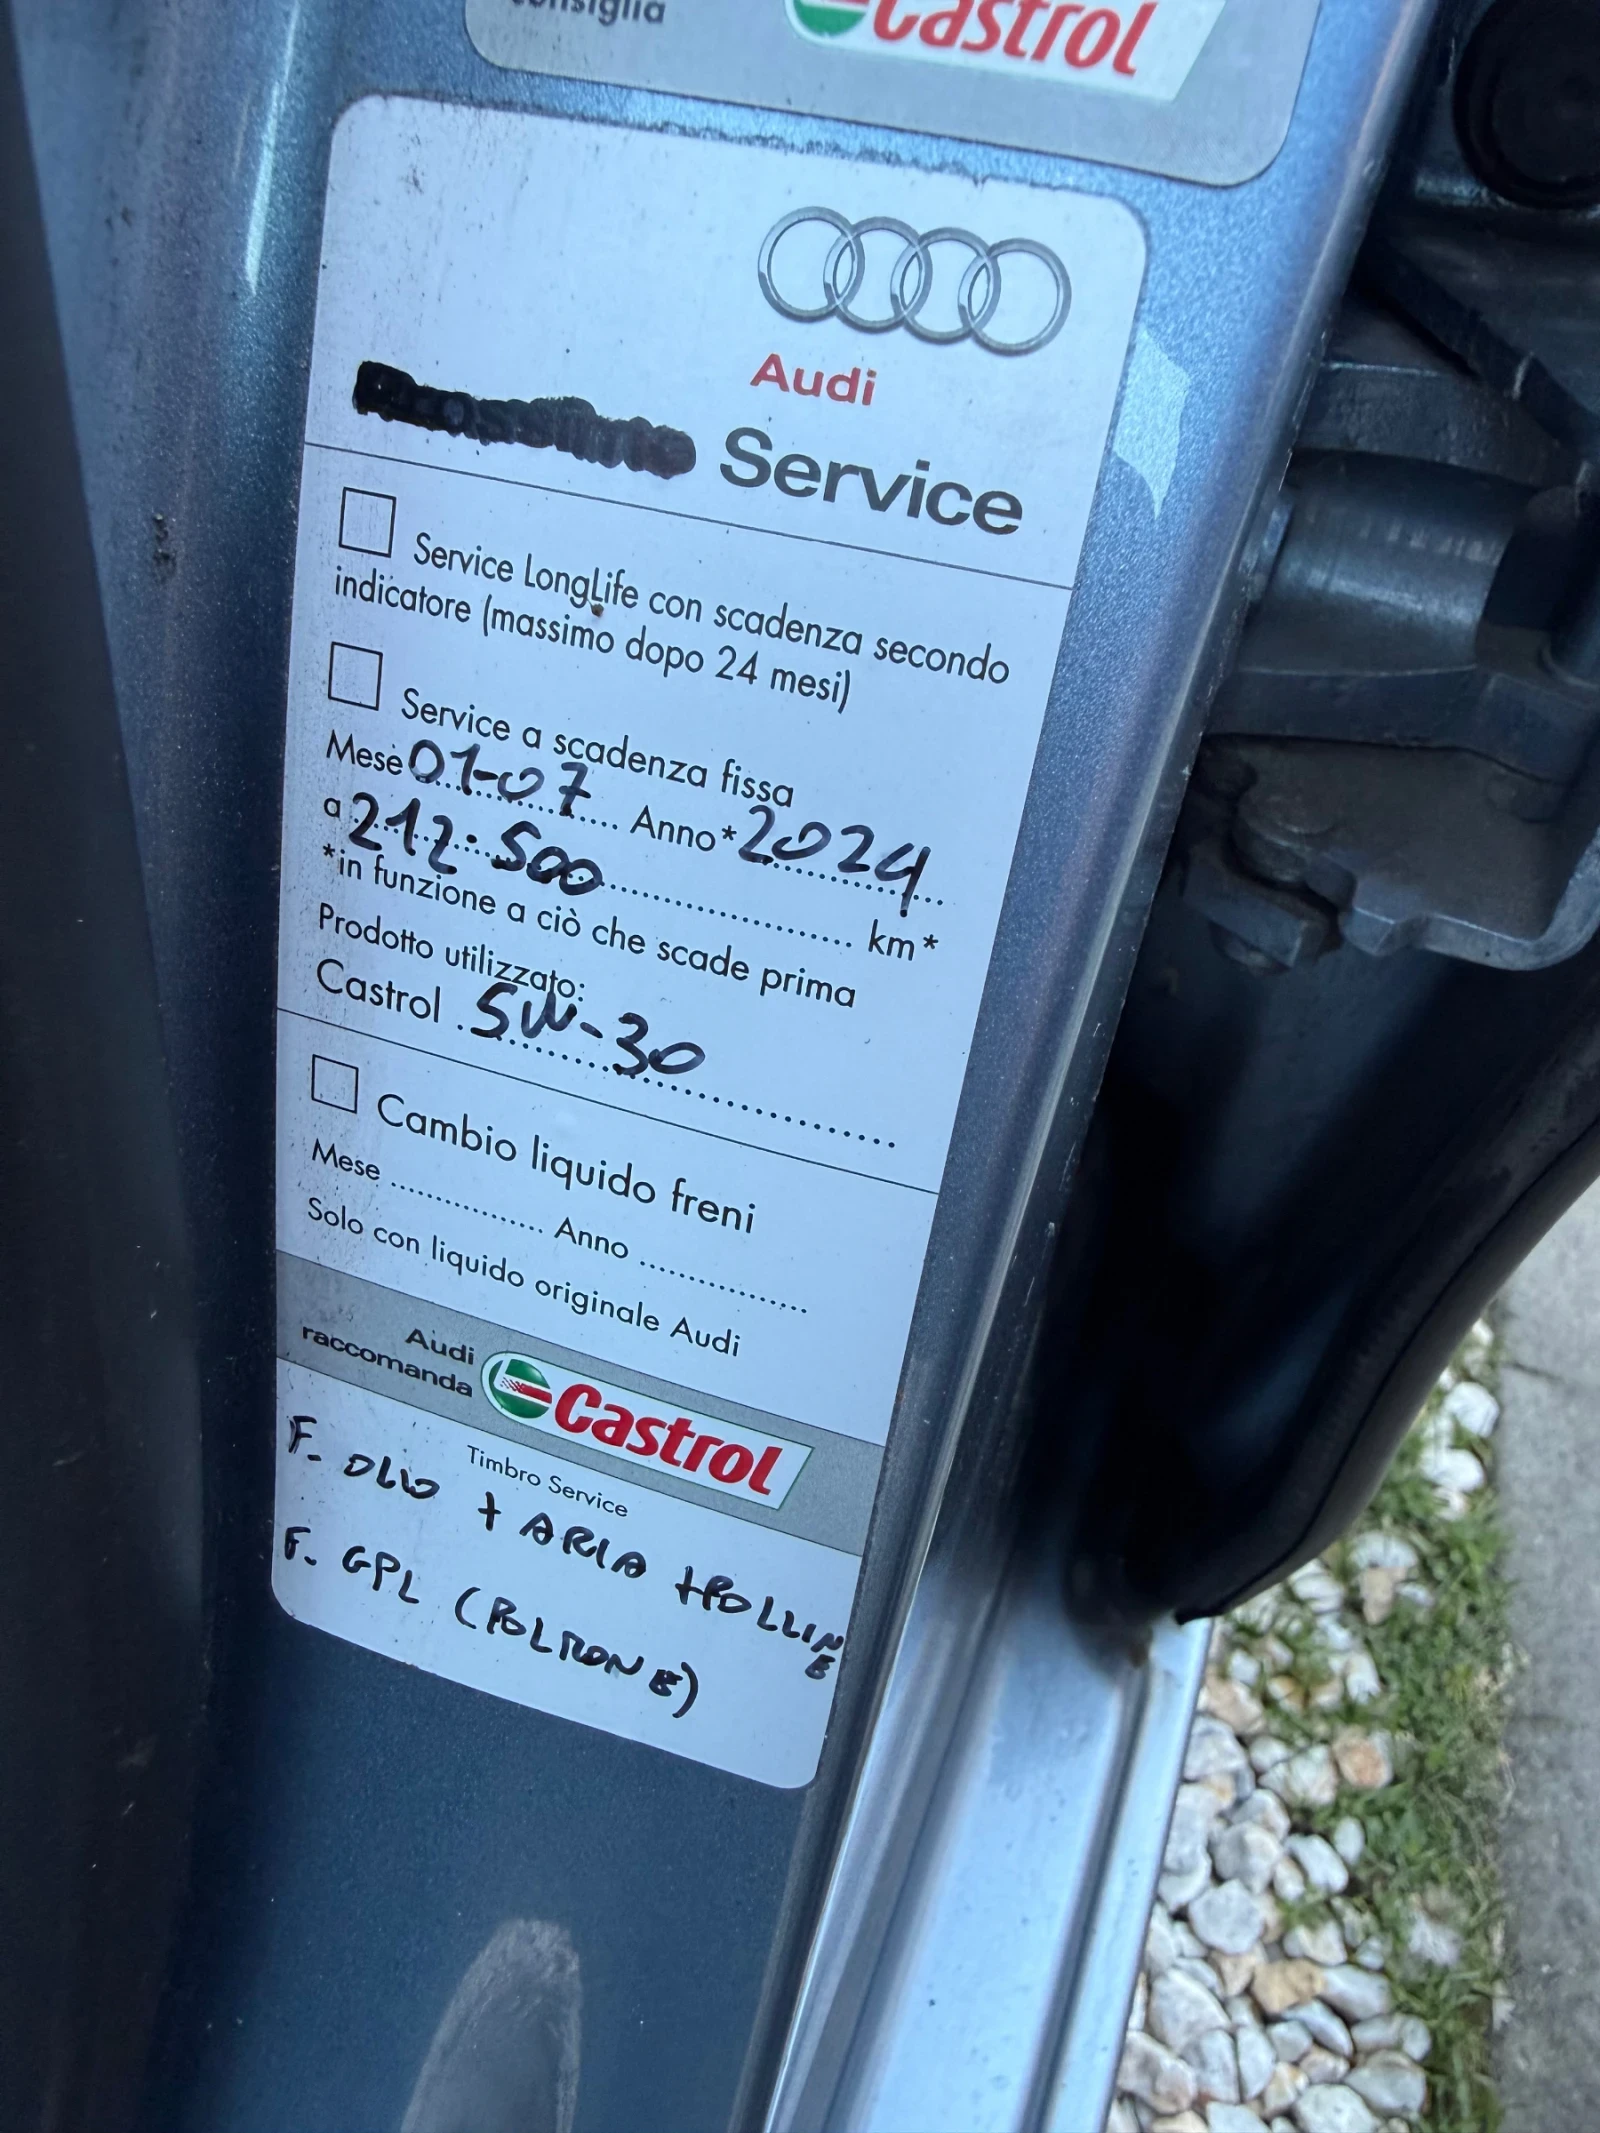 consiglia Castrol
Audi
Service
Service LongLife con scadenza secondo
indicatore (massimo dopo 24 mesi)
Service a scadenza fissa
Mese 01-07 Anno* 2024
a 212.500 km*
*in funzione a ciò che scade prima
Prodotto utilizzato:
Castrol 5W-30
Cambio liquido freni
Mese Anno
Solo con liquido originale Audi
Audi
raccomanda Castrol
Timbro Service
F. OLIO + ARIA + POLLINE
F. GPL (POLTRONE)